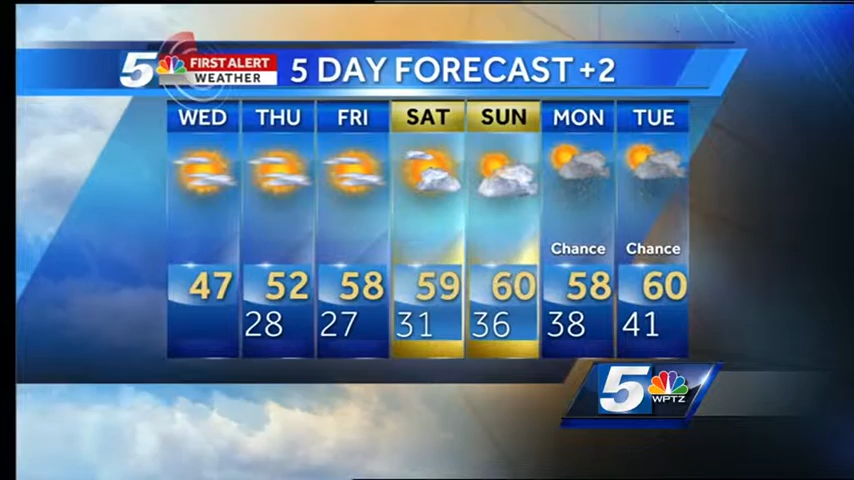 5 FIRST ALERT WEATHER 5 DAY FORECAST +2
WED THU FRI SAT SUN MON TUE
Chance Chance
47 52 58 59 60 58 60
28 27 31 36 38 41
5 WPTZ